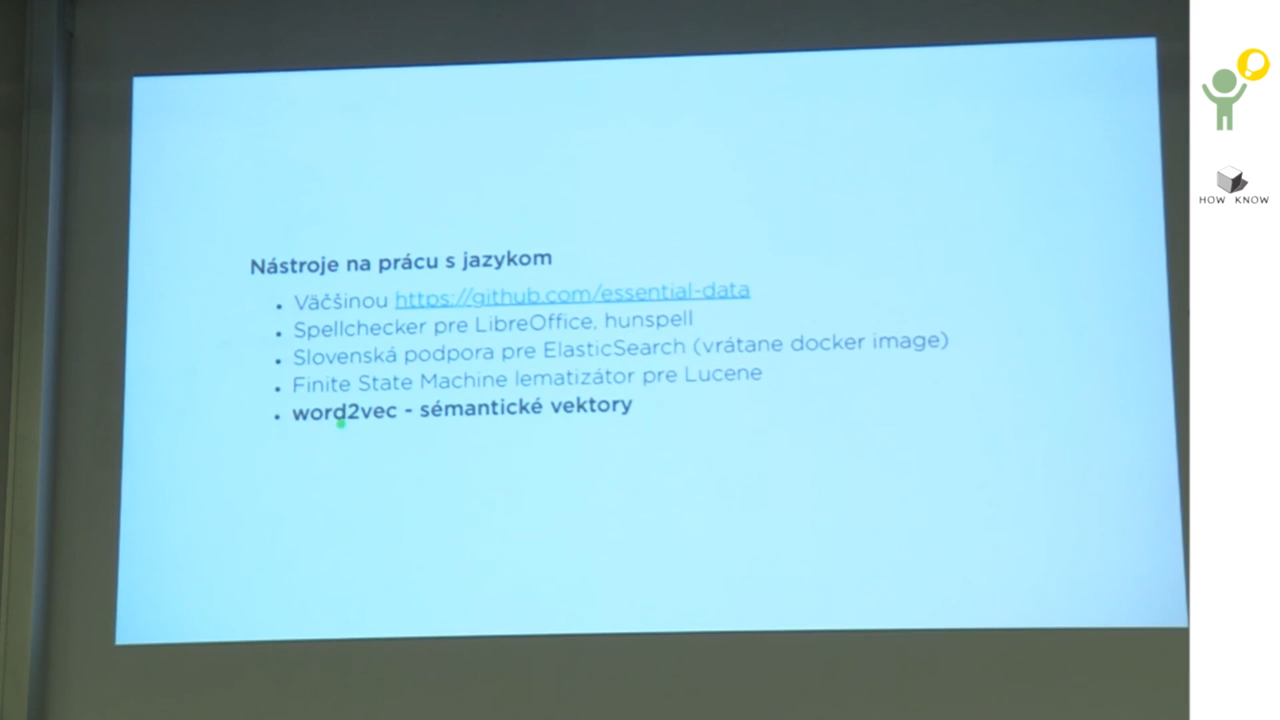 Nástroje na prácu s jazykom
• Väčšinou https://github.com/essential-data
• Spellchecker pre LibreOffice, hunspell
• Slovenská podpora pre ElasticSearch (vrátane docker image)
• Finite State Machine lematizátor pre Lucene
• word2vec - sémantické vektory
HOW KNOW